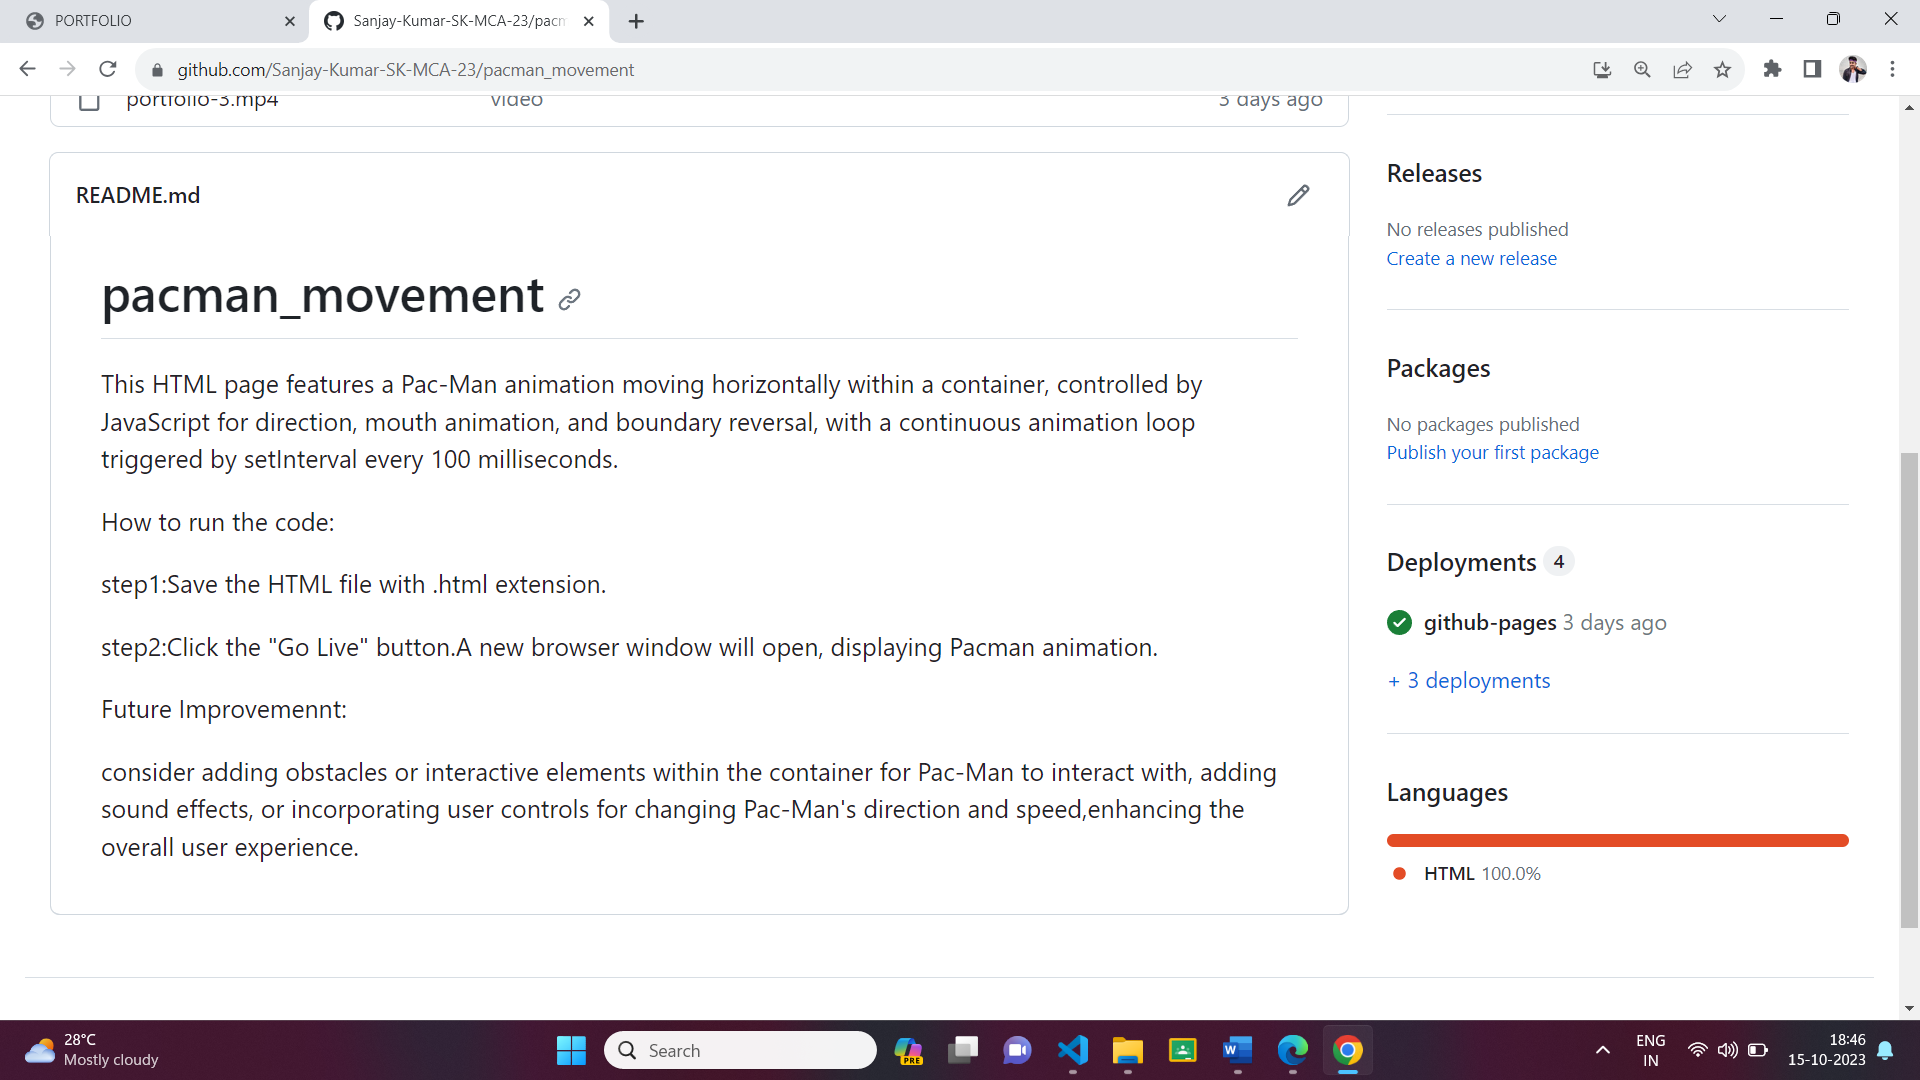 PORTFOLIO
Sanjay-Kumar-SK-MCA-23/pacm
github.com/Sanjay-Kumar-SK-MCA-23/pacman_movement
portfolio-3.mp4 video 3 days ago
README.md
pacman_movement
This HTML page features a Pac-Man animation moving horizontally within a container, controlled by
JavaScript for direction, mouth animation, and boundary reversal, with a continuous animation loop
triggered by setInterval every 100 milliseconds.
How to run the code:
step1:Save the HTML file with .html extension.
step2:Click the "Go Live" button.A new browser window will open, displaying Pacman animation.
Future Improvemennt:
consider adding obstacles or interactive elements within the container for Pac-Man to interact with, adding
sound effects, or incorporating user controls for changing Pac-Man's direction and speed,enhancing the
overall user experience.
Releases
No releases published
Create a new release
Packages
No packages published
Publish your first package
Deployments 4
github-pages 3 days ago
+ 3 deployments
Languages
HTML 100.0%
28°C
Mostly cloudy
Search
PRE
W
ENG
IN
18:46
15-10-2023